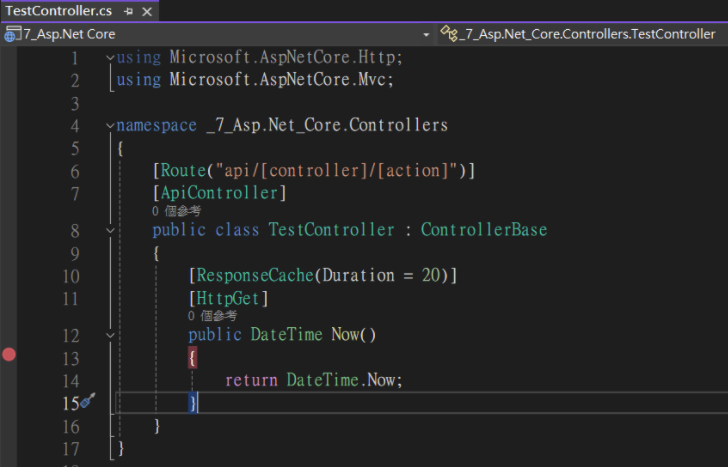 TestController.cs
7_Asp.Net Core
_7_Asp.Net_Core.Controllers.TestController
1 using Microsoft.AspNetCore.Http;
2 using Microsoft.AspNetCore.Mvc;
3
4 namespace _7_Asp.Net_Core.Controllers
5 {
6 [Route("api/[controller]/[action]")]
7 [ApiController]
0 個參考
8 public class TestController : ControllerBase
9 {
10 [ResponseCache(Duration = 20)]
11 [HttpGet]
0 個參考
12 public DateTime Now()
13 {
14 return DateTime.Now;
15 }
16 }
17 }